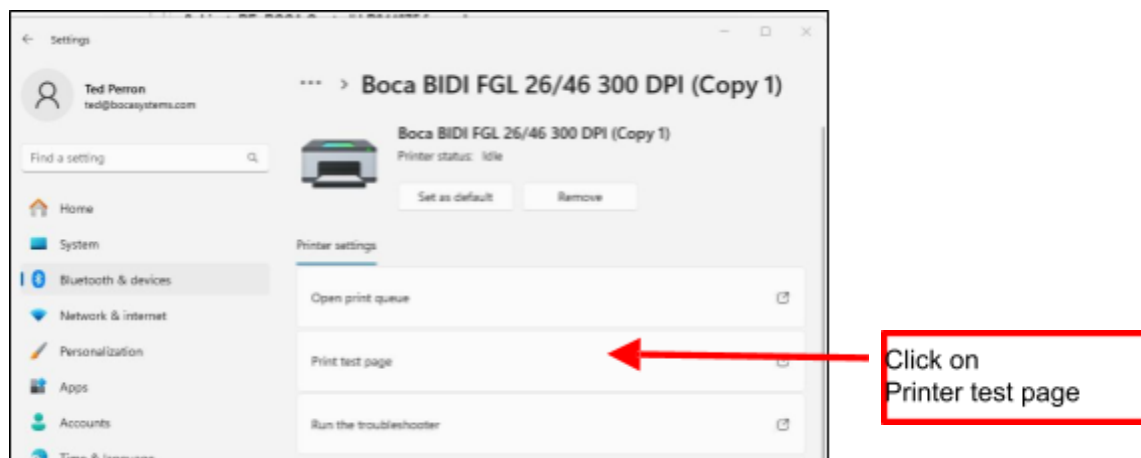 Settings
Ted Perron
ted@bocasystems.com
Find a setting
Home
System
Bluetooth & devices
Network & internet
Personalization
Apps
Accounts
Time & language
... > Boca BIDI FGL 26/46 300 DPI (Copy 1)
Boca BIDI FGL 26/46 300 DPI (Copy 1)
Printer status: Idle
Set as default Remove
Printer settings
Open print queue
Print test page
Run the troubleshooter
Click on
Printer test page